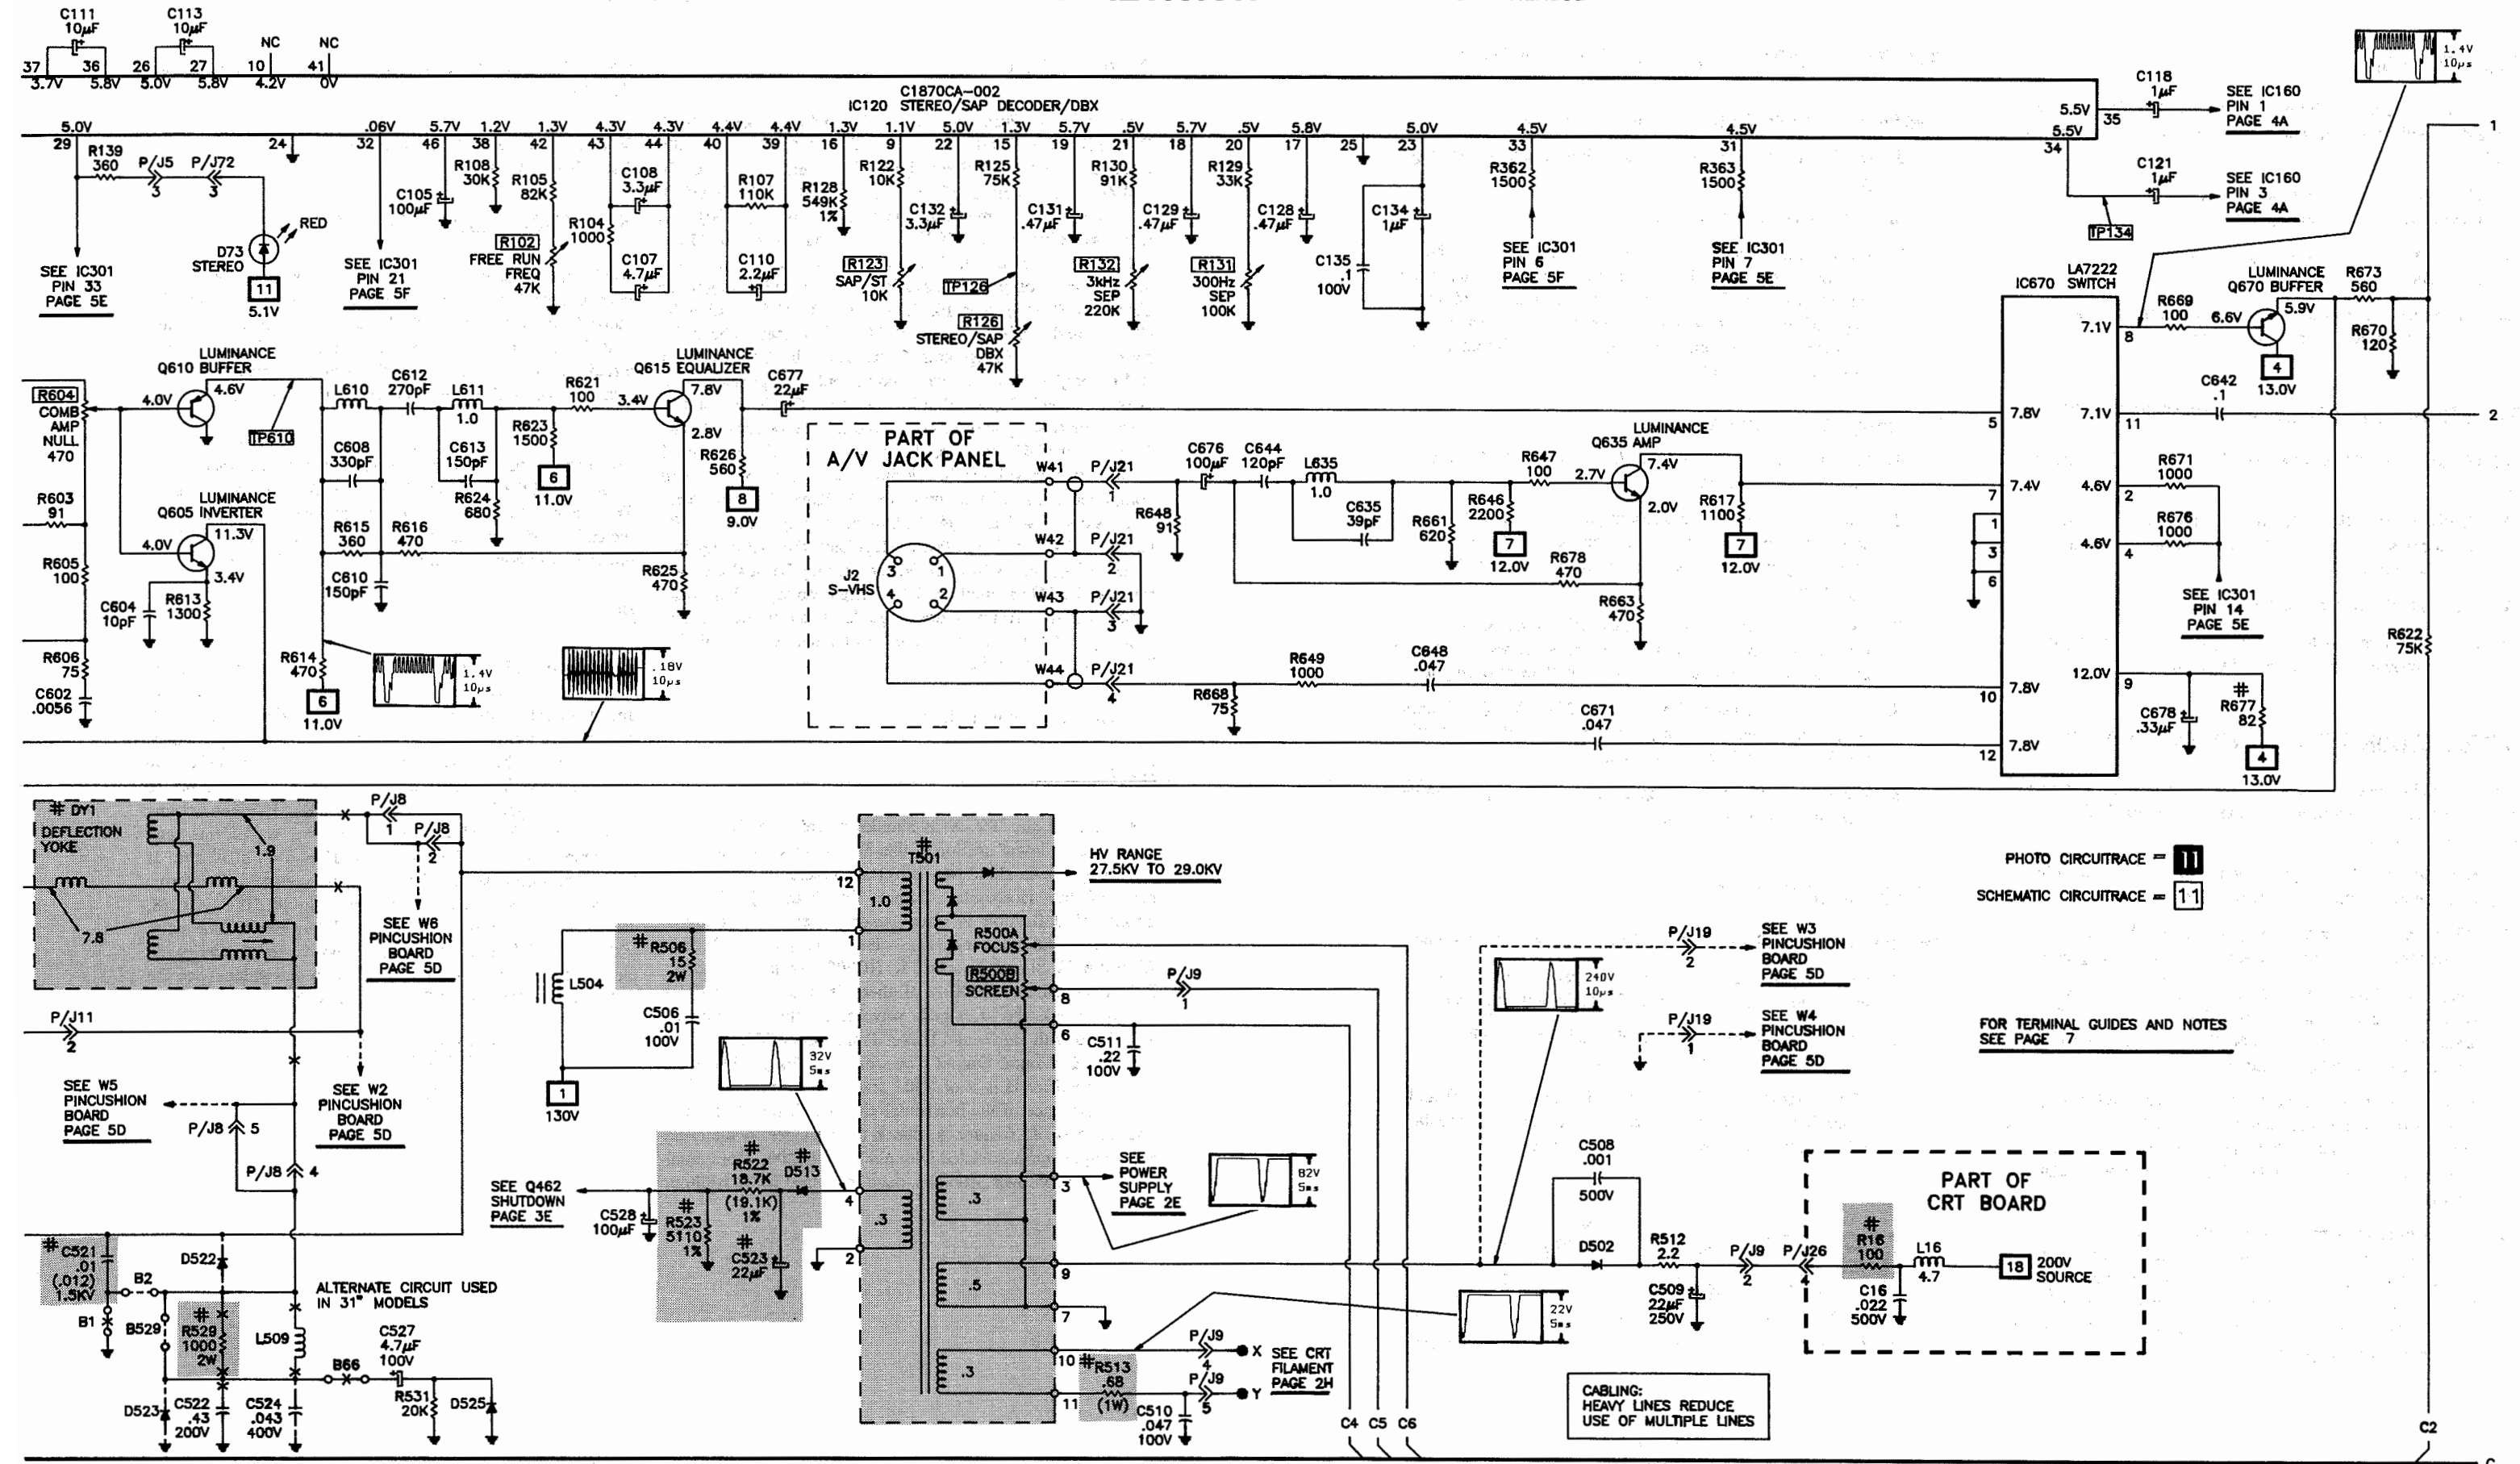 C111
10µF
C113
10µF
NC
NC
37
36
26
27
10
41
3.7V
5.8V
5.0V
5.8V
4.2V
0V
1.4V
10µs
C1870CA-002
IC120 STEREO/SAP DECODER/DBX
5.5V
35
C118
1µF
SEE IC160
PIN 1
PAGE 4A
5.5V
34
C121
1µF
SEE IC160
PIN 3
PAGE 4A
TP134
1
5.0V
29
R139
360
P/J5
3
P/J72
3
24
.06V
32
5.7V
46
1.2V
38
1.3V
42
4.3V
43
4.3V
44
4.4V
40
4.4V
39
1.3V
16
1.1V
9
5.0V
22
1.3V
15
5.7V
19
.5V
21
5.7V
18
.5V
20
5.8V
17
25
5.0V
23
4.5V
33
4.5V
31
RED
D73
STEREO
11
5.1V
SEE IC301
PIN 33
PAGE 5E
SEE IC301
PIN 21
PAGE 5F
C105
100µF
R108
30K
R105
82K
R102
FREE RUN
FREQ
47K
R104
1000
C108
3.3µF
C107
4.7µF
R107
110K
C110
2.2µF
R128
549K
1%
R122
10K
R123
SAP/ST
10K
C132
3.3µF
R125
75K
TP126
R126
STEREO/SAP
DBX
47K
C131
.47µF
R130
91K
R132
3kHz
SEP
220K
C129
.47µF
R129
33K
R131
300Hz
SEP
100K
C128
.47µF
C134
1µF
C135
.1
100V
R362
1500
SEE IC301
PIN 6
PAGE 5F
R363
1500
SEE IC301
PIN 7
PAGE 5E
LA7222
IC670 SWITCH
LUMINANCE
Q670 BUFFER
R673
560
R669
100
6.6V
5.9V
7.1V
8
R670
120
4
13.0V
C642
.1
7.8V
5
7.1V
11
2
7.4V
7
4.6V
2
R671
1000
1
3
6
4.6V
4
R676
1000
SEE IC301
PIN 14
PAGE 5E
R622
75K
12.0V
9
7.8V
10
C678
.33µF
#
R677
82
4
13.0V
7.8V
12
R604
COMB
AMP
NULL
470
LUMINANCE
Q610 BUFFER
4.0V
4.6V
TP610
R603
91
R605
100
LUMINANCE
Q605 INVERTER
11.3V
4.0V
3.4V
C604
10pF
R613
1300
R606
75
C602
.0056
L610
C612
270pF
L611
1.0
C608
330pF
C613
150pF
R624
680
R615
360
R616
470
C610
150pF
R614
470
6
11.0V
1.4V
10µs
R621
100
R623
1500
6
11.0V
LUMINANCE
Q615 EQUALIZER
3.4V
7.8V
2.8V
R626
560
8
9.0V
R625
470
C677
22µF
.18V
10µs
PART OF
A/V JACK PANEL
J2
S-VHS
3
1
4
2
W41
W42
W43
W44
P/J21
1
P/J21
2
P/J21
3
P/J21
4
R648
91
C676
100µF
C644
120pF
L635
1.0
C635
39pF
R661
620
R646
2200
7
12.0V
R647
100
LUMINANCE
Q635 AMP
2.7V
7.4V
2.0V
R617
1100
7
12.0V
R678
470
R663
470
R668
75
R649
1000
C648
.047
C671
.047
# DY1
DEFLECTION
YOKE
1.9
7.8
P/J8
1
P/J8
2
SEE W6
PINCUSHION
BOARD
PAGE 5D
P/J11
2
SEE W5
PINCUSHION
BOARD
PAGE 5D
P/J8
5
SEE W2
PINCUSHION
BOARD
PAGE 5D
P/J8
4
# C521
.01
(.012)
1.5KV
B2
B1
B529
D522
#
R529
1000
2W
ALTERNATE CIRCUIT USED
IN 31" MODELS
L509
B66
C527
4.7µF
100V
R531
20K
D525
D523
C522
.43
200V
C524
.043
400V
L504
# R506
15
2W
C506
.01
100V
1
130V
32V
5ms
SEE Q462
SHUTDOWN
PAGE 3E
C528
100µF
#
R523
5110
1%
#
R522
18.7K
(19.1K)
1%
#
D513
#
C523
22µF
#
T501
12
1.0
1
4
.3
2
HV RANGE
27.5KV TO 29.0KV
R500A
FOCUS
R500B
SCREEN
8
6
P/J9
1
C511
.22
100V
.3
3
SEE
POWER
SUPPLY
PAGE 2E
82V
5ms
.5
9
7
.3
10
11
# R513
.68
(1W)
C510
.047
100V
P/J9
4
P/J9
5
X
Y
SEE CRT
FILAMENT
PAGE 2H
22V
5ms
C4
C5
C6
240V
10µs
P/J19
2
SEE W3
PINCUSHION
BOARD
PAGE 5D
P/J19
1
SEE W4
PINCUSHION
BOARD
PAGE 5D
C508
.001
500V
D502
R512
2.2
C509
22µF
250V
P/J9
2
P/J26
4
PART OF
CRT BOARD
#
R16
100
L16
4.7
C16
.022
500V
18
200V
SOURCE
PHOTO CIRCUITRACE = 11
SCHEMATIC CIRCUITRACE = 11
FOR TERMINAL GUIDES AND NOTES
SEE PAGE 7
CABLING:
HEAVY LINES REDUCE
USE OF MULTIPLE LINES
C2